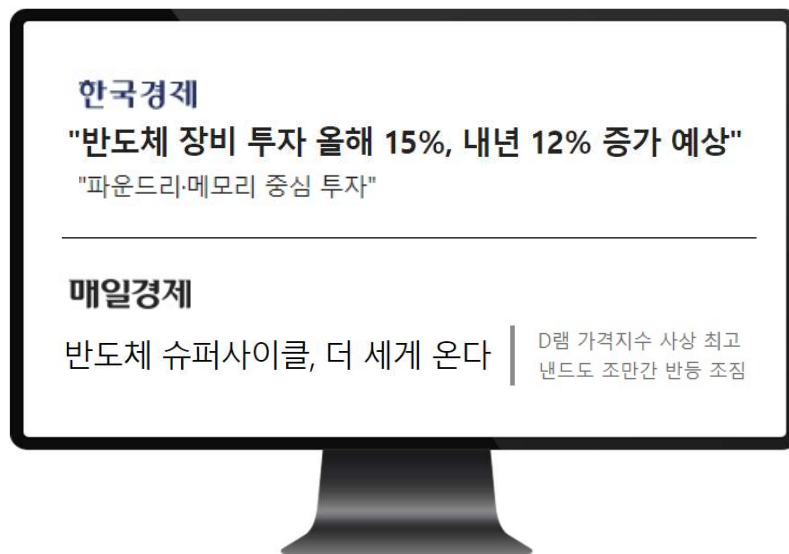 한국경제
"반도체 장비 투자 올해 15%, 내년 12% 증가 예상"
"파운드리·메모리 중심 투자"
매일경제
반도체 슈퍼사이클, 더 세게 온다
D램 가격지수 사상 최고
낸드도 조만간 반등 조짐